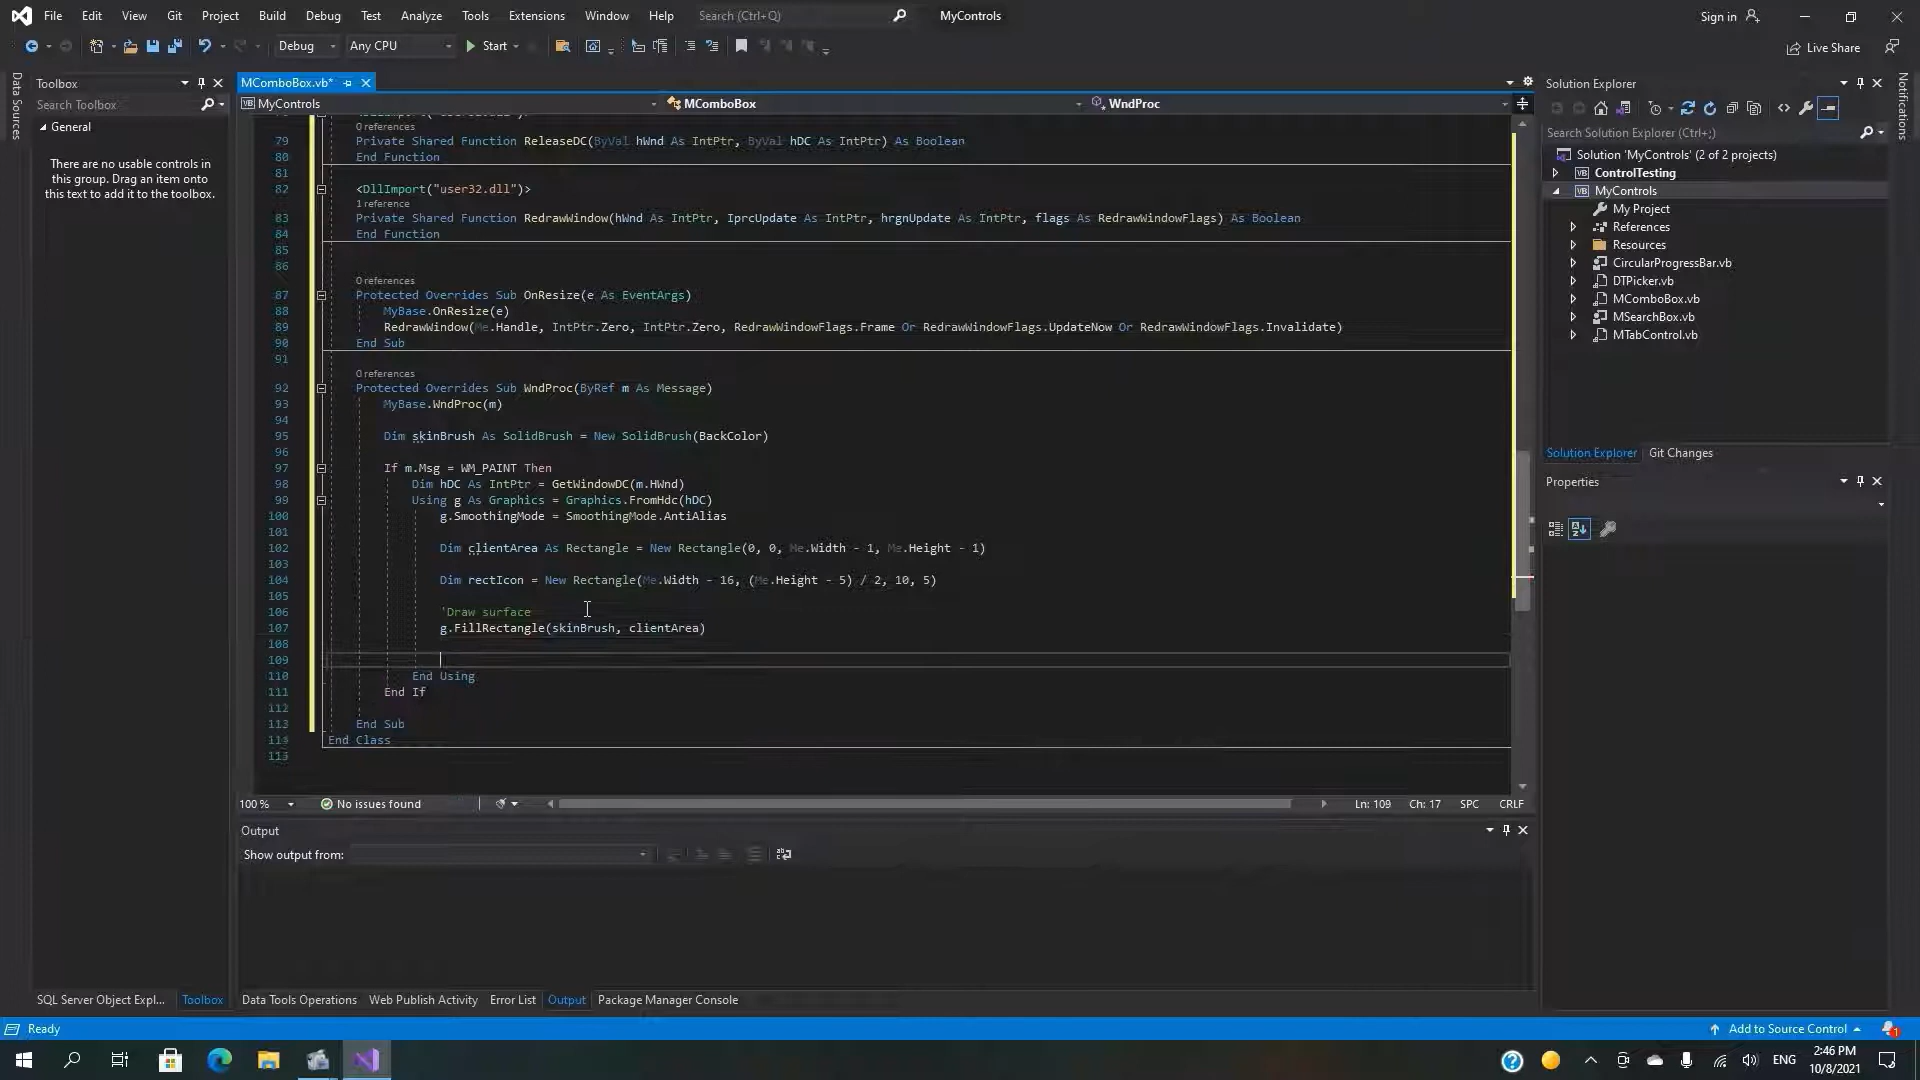 File Edit View Git Project Build Debug Test Analyze Tools Extensions Window Help Search (Ctrl+Q) MyControls Sign in
Debug Any CPU Start Live Share
Data Sources
Toolbox
Search Toolbox
General
There are no usable controls in
this group. Drag an item onto
this text to add it to the toolbox.
MComboBox.vb*
MyControls MComboBox WndProc
0 references
79 Private Shared Function ReleaseDC(ByVal hWnd As IntPtr, ByVal hDC As IntPtr) As Boolean
80 End Function
81
82 <DllImport("user32.dll")>
1 reference
83 Private Shared Function RedrawWindow(hWnd As IntPtr, IprcUpdate As IntPtr, hrgnUpdate As IntPtr, flags As RedrawWindowFlags) As Boolean
84 End Function
85
86
0 references
87 Protected Overrides Sub OnResize(e As EventArgs)
88 MyBase.OnResize(e)
89 RedrawWindow(Me.Handle, IntPtr.Zero, IntPtr.Zero, RedrawWindowFlags.Frame Or RedrawWindowFlags.UpdateNow Or RedrawWindowFlags.Invalidate)
90 End Sub
91
0 references
92 Protected Overrides Sub WndProc(ByRef m As Message)
93 MyBase.WndProc(m)
94
95 Dim skinBrush As SolidBrush = New SolidBrush(BackColor)
96
97 If m.Msg = WM_PAINT Then
98 Dim hDC As IntPtr = GetWindowDC(m.HWnd)
99 Using g As Graphics = Graphics.FromHdc(hDC)
100 g.SmoothingMode = SmoothingMode.AntiAlias
101
102 Dim clientArea As Rectangle = New Rectangle(0, 0, Me.Width - 1, Me.Height - 1)
103
104 Dim rectIcon = New Rectangle(Me.Width - 16, (Me.Height - 5) / 2, 10, 5)
105
106 'Draw surface
107 g.FillRectangle(skinBrush, clientArea)
108
109
110 End Using
111 End If
112
113 End Sub
114 End Class
115
100 % No issues found Ln: 109 Ch: 17 SPC CRLF
Output
Show output from:
SQL Server Object Expl... Toolbox Data Tools Operations Web Publish Activity Error List Output Package Manager Console
Solution Explorer
Search Solution Explorer (Ctrl+;)
Solution 'MyControls' (2 of 2 projects)
VB ControlTesting
VB MyControls
My Project
References
Resources
CircularProgressBar.vb
DTPicker.vb
MComboBox.vb
MSearchBox.vb
MTabControl.vb
Solution Explorer Git Changes
Properties
Notifications
Ready Add to Source Control 1
ENG 2:46 PM
10/8/2021